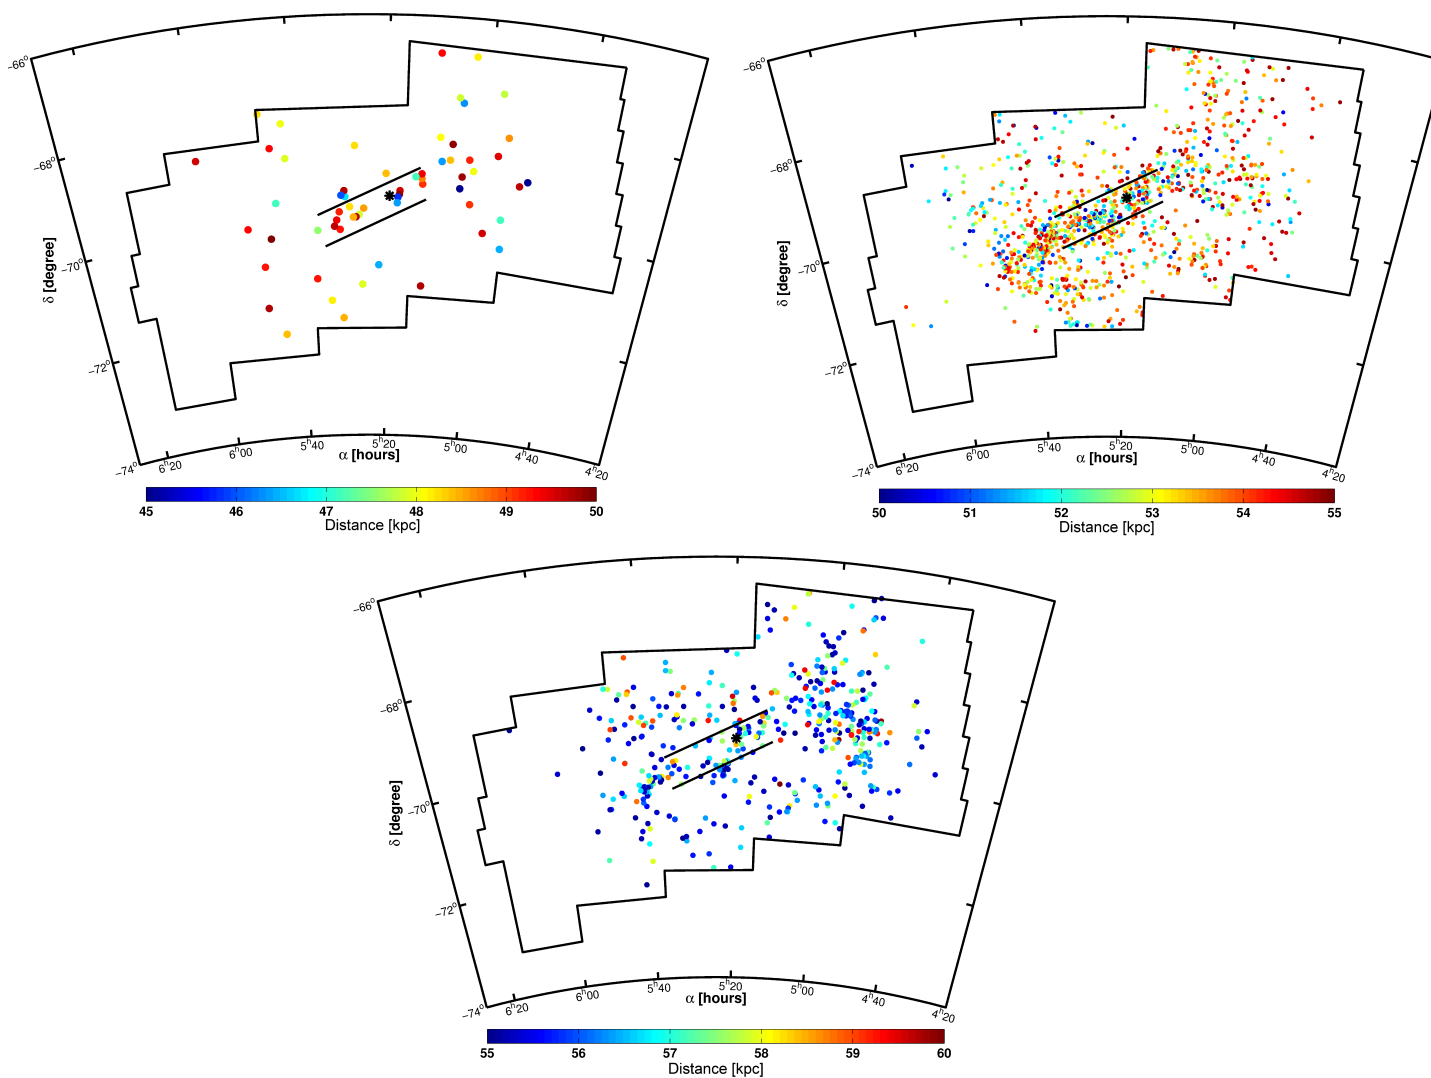 −66°
−68°
−70°
−72°
−74°
δ [degree]
6ʰ20
6ʰ00
5ʰ40
5ʰ20
5ʰ00
4ʰ40
4ʰ20
α [hours]
45 46 47 48 49 50
Distance [kpc]
−66°
−68°
−70°
−72°
−74°
δ [degree]
6ʰ20
6ʰ00
5ʰ40
5ʰ20
5ʰ00
4ʰ40
4ʰ20
α [hours]
50 51 52 53 54 55
Distance [kpc]
−66°
−68°
−70°
−72°
−74°
δ [degree]
6ʰ20
6ʰ00
5ʰ40
5ʰ20
5ʰ00
4ʰ40
4ʰ20
α [hours]
55 56 57 58 59 60
Distance [kpc]